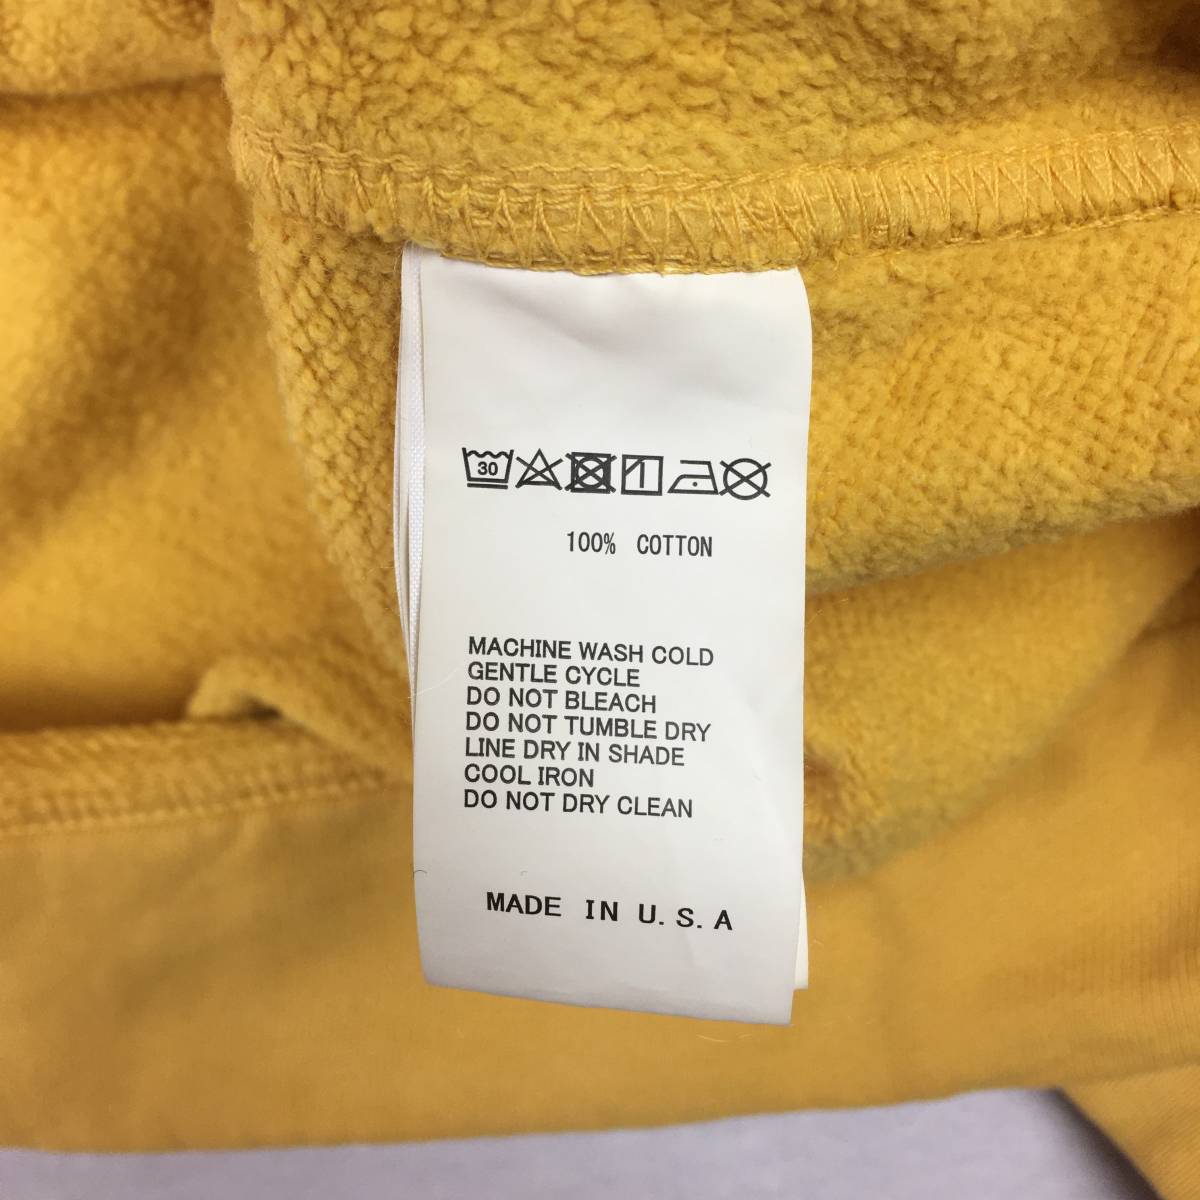 30
100% COTTON
MACHINE WASH COLD
GENTLE CYCLE
DO NOT BLEACH
DO NOT TUMBLE DRY
LINE DRY IN SHADE
COOL IRON
DO NOT DRY CLEAN
MADE IN U.S.A